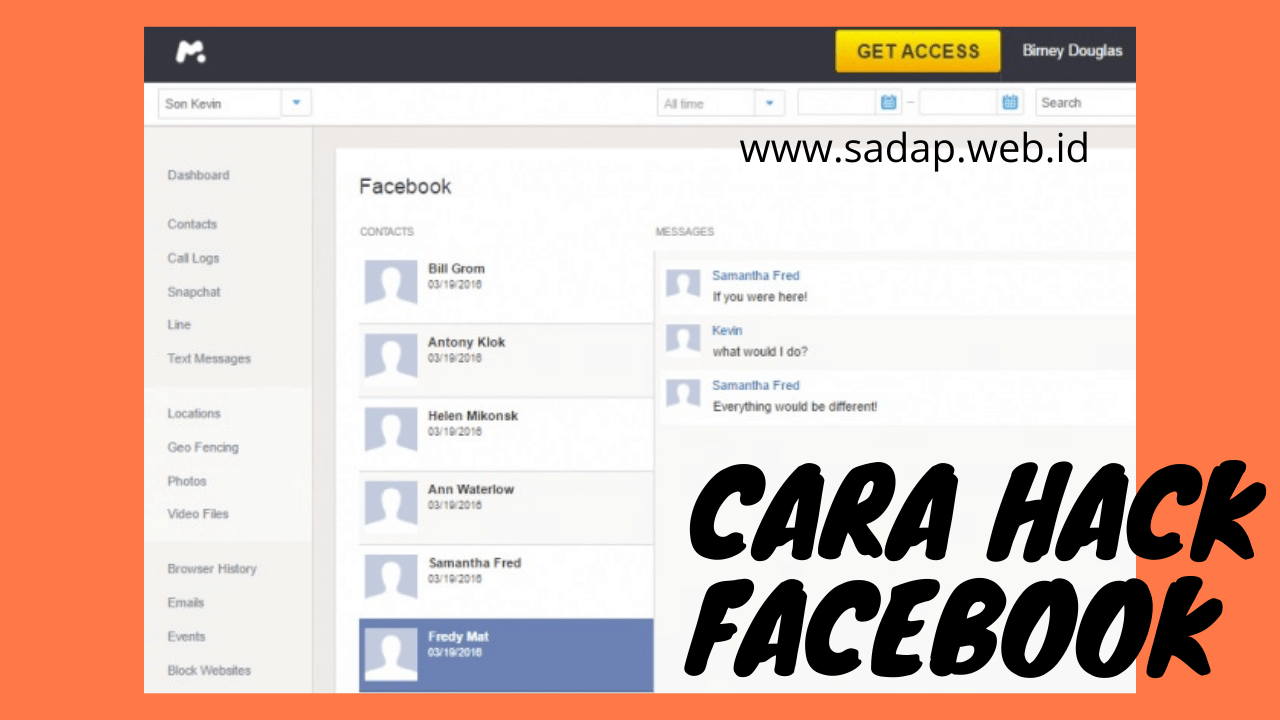 GET ACCESS
Birney Douglas
Son Kevin
All time
–
Search
www.sadap.web.id
Dashboard
Contacts
Call Logs
Snapchat
Line
Text Messages
Locations
Geo Fencing
Photos
Video Files
Browser History
Emails
Events
Block Websites
Facebook
CONTACTS
Bill Grom
03/19/2016
Antony Klok
03/19/2016
Helen Mikonsk
03/19/2016
Ann Waterlow
03/19/2016
Samantha Fred
03/19/2016
Fredy Mat
03/19/2016
MESSAGES
Samantha Fred
If you were here!
Kevin
what would I do?
Samantha Fred
Everything would be different!
CARA HACK
FACEBOOK